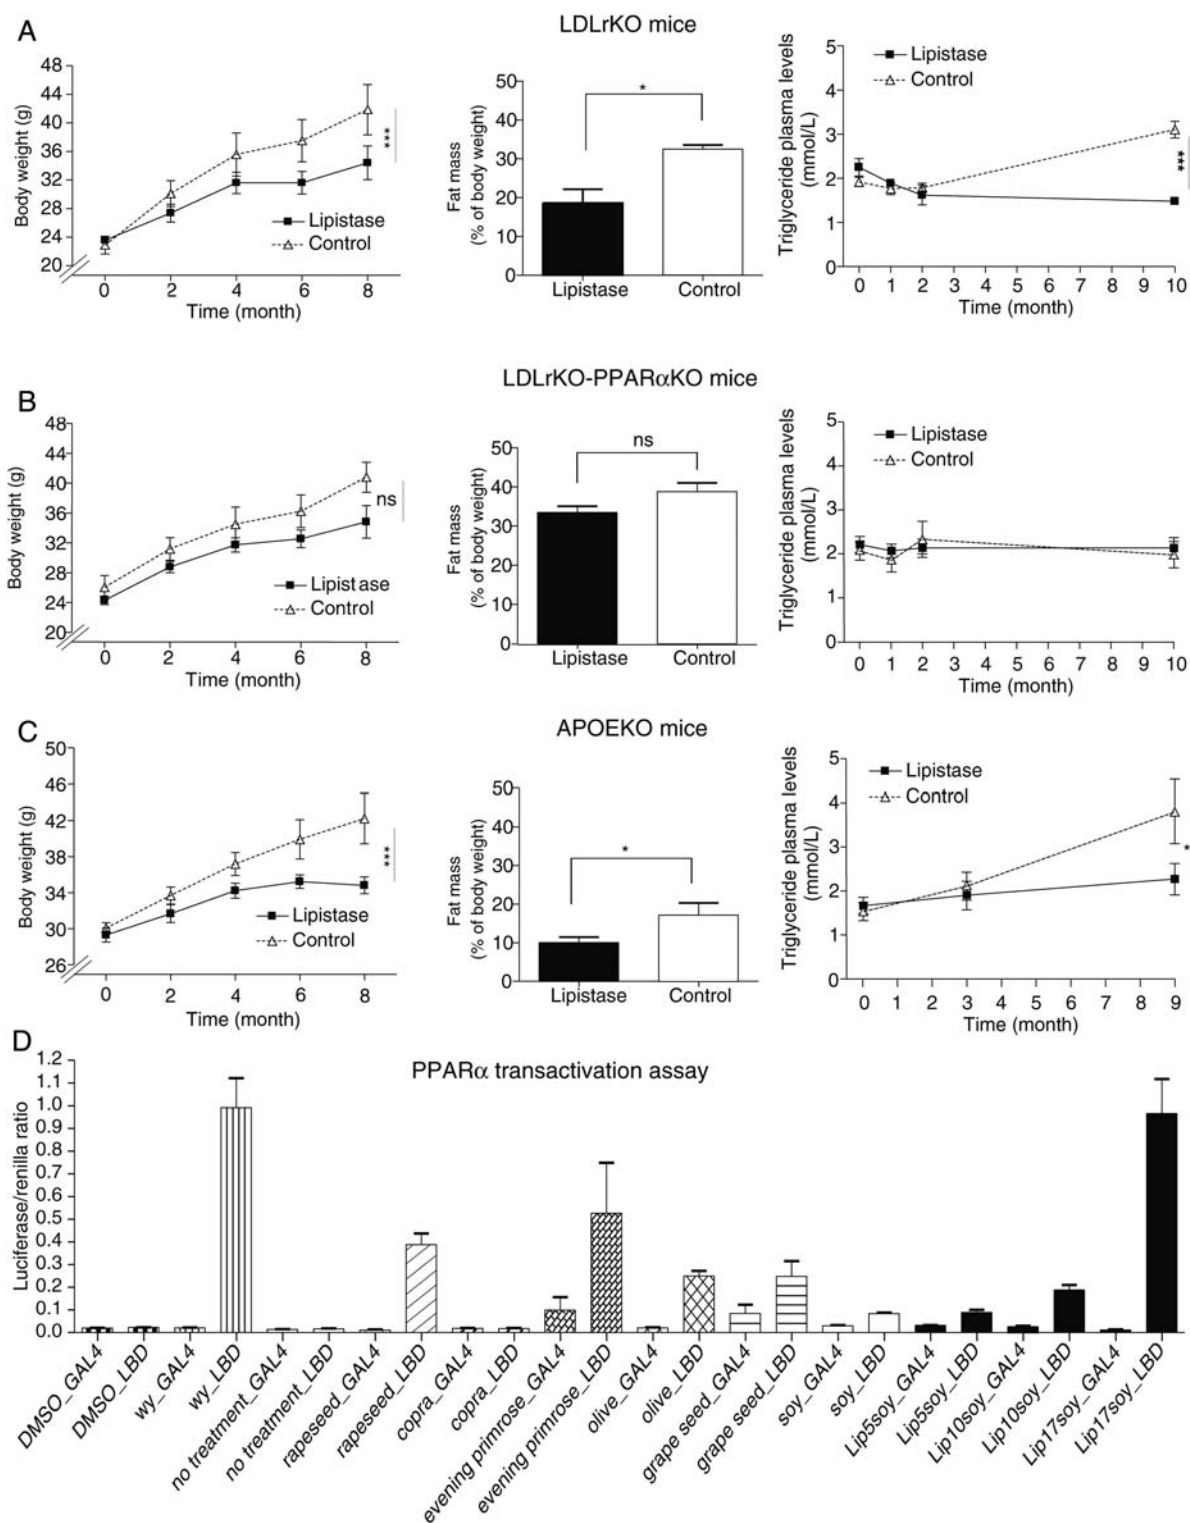 A
LDLrKO mice
Body weight (g)
48
44
40
36
32
28
24
20
***
Lipistase
Control
0 2 4 6 8
Time (month)
Fat mass
(% of body weight)
50
40
30
20
10
0
*
Lipistase Control
Triglyceride plasma levels
(mmol/L)
5
4
3
2
1
0
Lipistase
Control
***
0 1 2 3 4 5 6 7 8 9 10
Time (month)
B
LDLrKO-PPARαKO mice
Body weight (g)
48
44
40
36
32
28
24
20
ns
Lipistase
Control
0 2 4 6 8
Time (month)
Fat mass
(% of body weight)
50
40
30
20
10
0
ns
Lipistase Control
Triglyceride plasma levels
(mmol/L)
5
4
3
2
1
0
Lipistase
Control
0 1 2 3 4 5 6 7 8 9 10
Time (month)
C
APOEKO mice
Body weight (g)
50
46
42
38
34
30
26
***
Lipistase
Control
0 2 4 6 8
Time (month)
Fat mass
(% of body weight)
50
40
30
20
10
0
*
Lipistase Control
Triglyceride plasma levels
(mmol/L)
5
4
3
2
1
0
Lipistase
Control
*
0 1 2 3 4 5 6 7 8 9
Time (month)
D
PPARα transactivation assay
Luciferase/renilla ratio
1.2
1.1
1.0
0.9
0.8
0.7
0.6
0.5
0.4
0.3
0.2
0.1
0.0
DMSO_GAL4
DMSO_LBD
wy_GAL4
wy_LBD
no treatment_GAL4
no treatment_LBD
rapeseed_GAL4
rapeseed_LBD
copra_GAL4
copra_LBD
evening primrose_GAL4
evening primrose_LBD
olive_GAL4
olive_LBD
grape seed_GAL4
grape seed_LBD
soy_GAL4
soy_LBD
Lip5soy_GAL4
Lip5soy_LBD
Lip10soy_GAL4
Lip10soy_LBD
Lip17soy_GAL4
Lip17soy_LBD